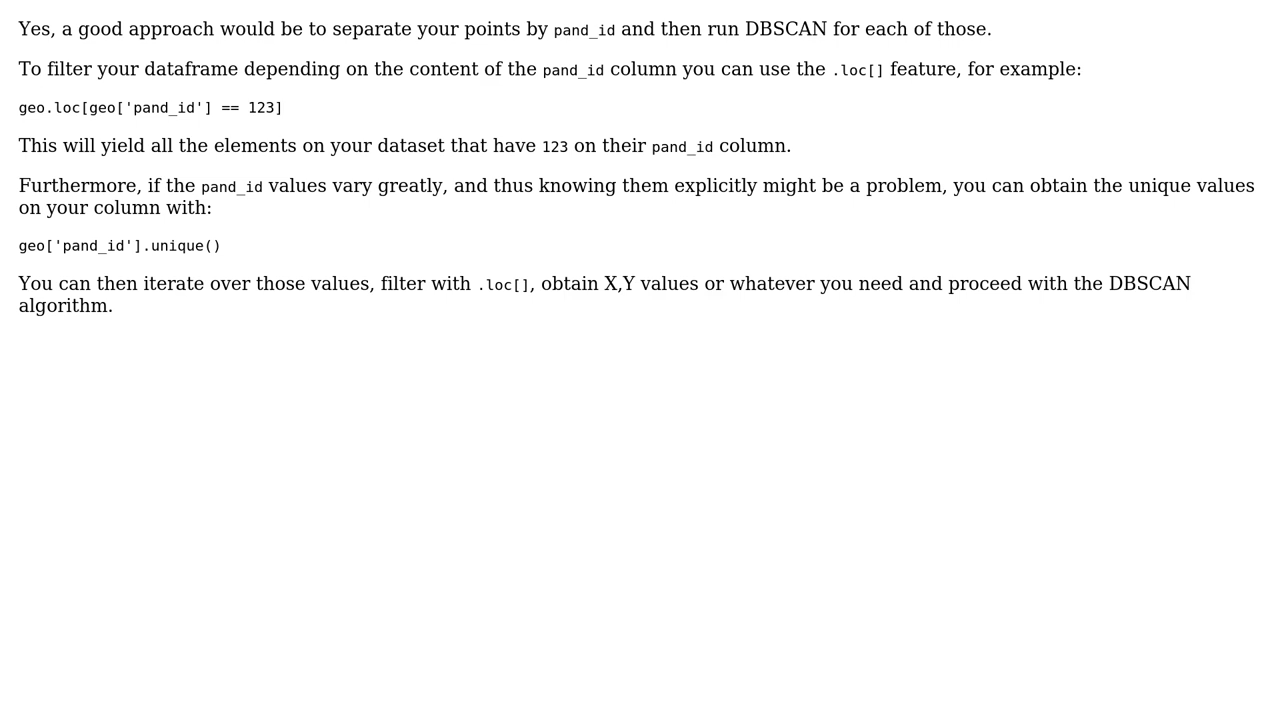 Yes, a good approach would be to separate your points by pand_id and then run DBSCAN for each of those.
To filter your dataframe depending on the content of the pand_id column you can use the .loc[] feature, for example:
geo.loc[geo['pand_id'] == 123]
This will yield all the elements on your dataset that have 123 on their pand_id column.
Furthermore, if the pand_id values vary greatly, and thus knowing them explicitly might be a problem, you can obtain the unique values
on your column with:
geo['pand_id'].unique()
You can then iterate over those values, filter with .loc[], obtain X,Y values or whatever you need and proceed with the DBSCAN
algorithm.